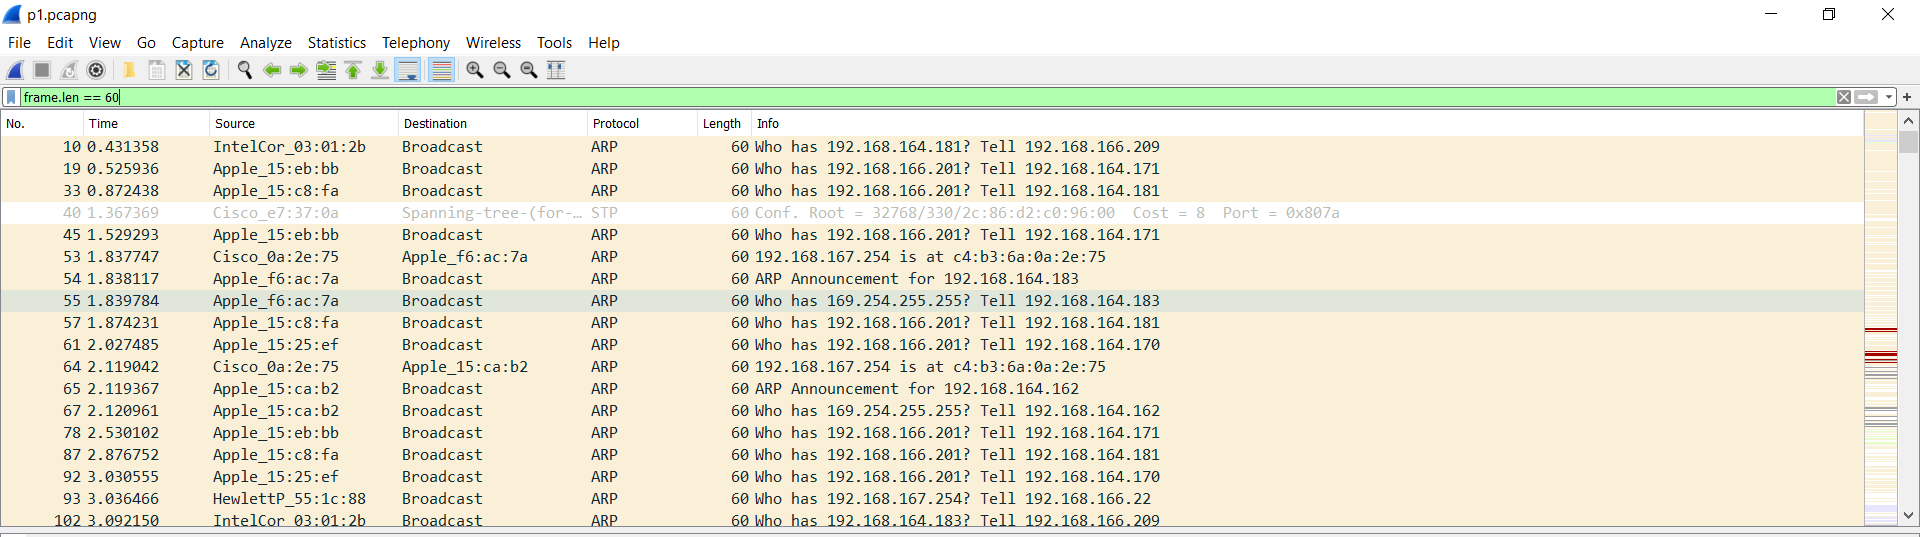 p1.pcapng
File Edit View Go Capture Analyze Statistics Telephony Wireless Tools Help
frame.len == 60
No. Time Source Destination Protocol Length Info
10 0.431358 IntelCor_03:01:2b Broadcast ARP 60 Who has 192.168.164.181? Tell 192.168.166.209
19 0.525936 Apple_15:eb:bb Broadcast ARP 60 Who has 192.168.166.201? Tell 192.168.164.171
33 0.872438 Apple_15:c8:fa Broadcast ARP 60 Who has 192.168.166.201? Tell 192.168.164.181
40 1.367369 Cisco_e7:37:0a Spanning-tree-(for-… STP 60 Conf. Root = 32768/330/2c:86:d2:c0:96:00 Cost = 8 Port = 0x807a
45 1.529293 Apple_15:eb:bb Broadcast ARP 60 Who has 192.168.166.201? Tell 192.168.164.171
53 1.837747 Cisco_0a:2e:75 Apple_f6:ac:7a ARP 60 192.168.167.254 is at c4:b3:6a:0a:2e:75
54 1.838117 Apple_f6:ac:7a Broadcast ARP 60 ARP Announcement for 192.168.164.183
55 1.839784 Apple_f6:ac:7a Broadcast ARP 60 Who has 169.254.255.255? Tell 192.168.164.183
57 1.874231 Apple_15:c8:fa Broadcast ARP 60 Who has 192.168.166.201? Tell 192.168.164.181
61 2.027485 Apple_15:25:ef Broadcast ARP 60 Who has 192.168.166.201? Tell 192.168.164.170
64 2.119042 Cisco_0a:2e:75 Apple_15:ca:b2 ARP 60 192.168.167.254 is at c4:b3:6a:0a:2e:75
65 2.119367 Apple_15:ca:b2 Broadcast ARP 60 ARP Announcement for 192.168.164.162
67 2.120961 Apple_15:ca:b2 Broadcast ARP 60 Who has 169.254.255.255? Tell 192.168.164.162
78 2.530102 Apple_15:eb:bb Broadcast ARP 60 Who has 192.168.166.201? Tell 192.168.164.171
87 2.876752 Apple_15:c8:fa Broadcast ARP 60 Who has 192.168.166.201? Tell 192.168.164.181
92 3.030555 Apple_15:25:ef Broadcast ARP 60 Who has 192.168.166.201? Tell 192.168.164.170
93 3.036466 HewlettP_55:1c:88 Broadcast ARP 60 Who has 192.168.167.254? Tell 192.168.166.22
102 3.092150 IntelCor_03:01:2b Broadcast ARP 60 Who has 192.168.164.183? Tell 192.168.166.209